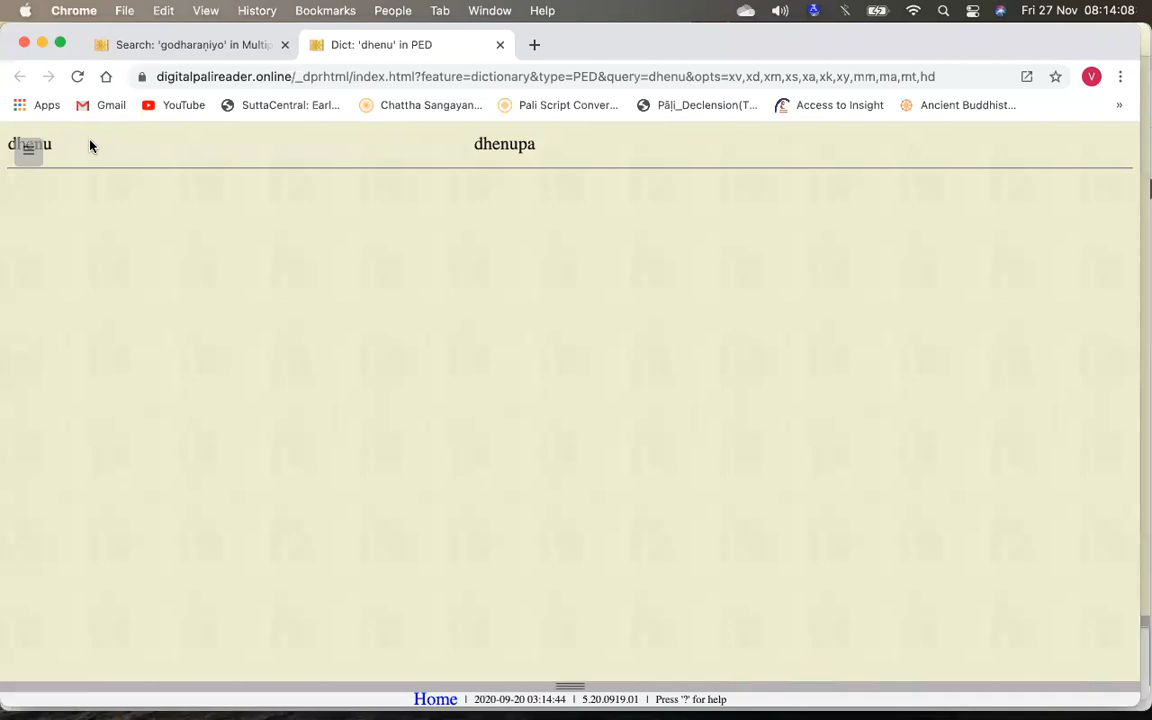 Chrome File Edit View History Bookmarks People Tab Window Help Fri 27 Nov 08:14:08
Search: 'godharaṇiyo' in Multip Dict: 'dhenu' in PED
digitalpalireader.online/_dprhtml/index.html?feature=dictionary&type=PED&query=dhenu&opts=xv,xd,xm,xs,xa,xk,xy,mm,ma,mt,hd V
Apps Gmail YouTube SuttaCentral: Earl... Chattha Sangayan... Pali Script Conver... Pāḷi_Declension(T... Access to Insight Ancient Buddhist... »
dhenu dhenupa
Home | 2020-09-20 03:14:44 | 5.20.0919.01 | Press '?' for help